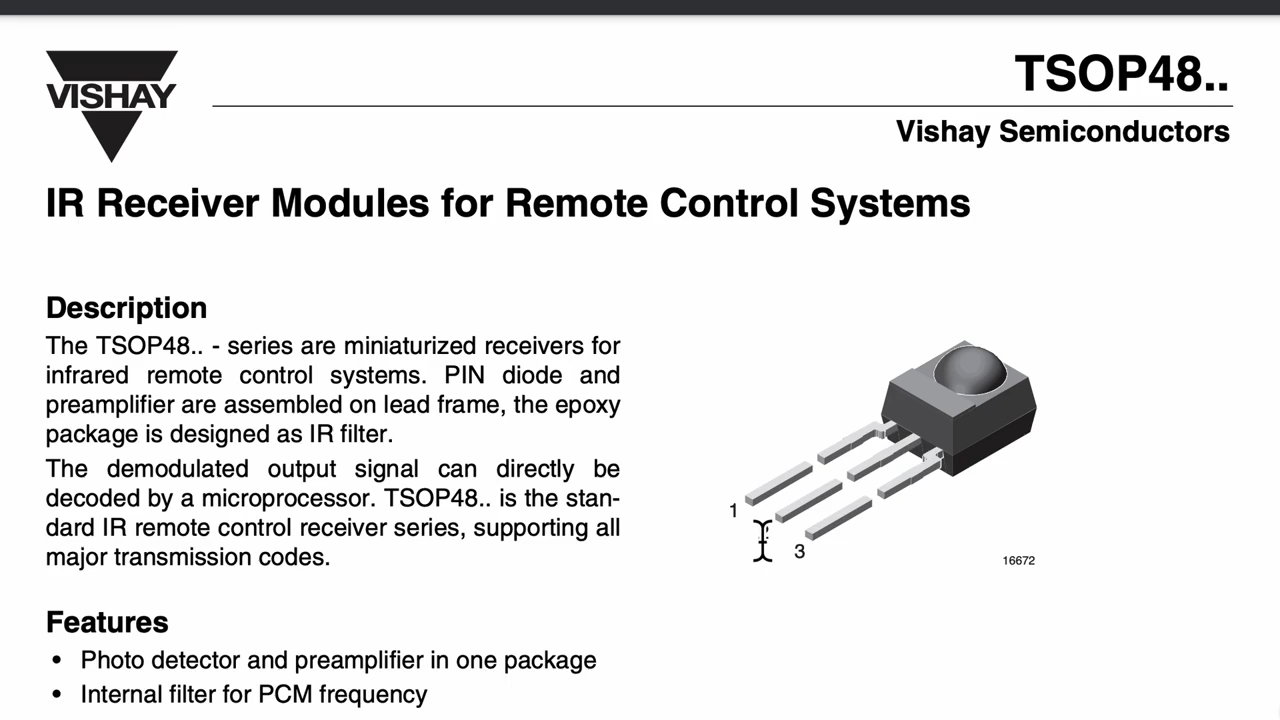 VISHAY
TSOP48..
Vishay Semiconductors
IR Receiver Modules for Remote Control Systems
Description
The TSOP48.. - series are miniaturized receivers for
infrared remote control systems. PIN diode and
preamplifier are assembled on lead frame, the epoxy
package is designed as IR filter.
The demodulated output signal can directly be
decoded by a microprocessor. TSOP48.. is the stan-
dard IR remote control receiver series, supporting all
major transmission codes.
1
3
16672
Features
• Photo detector and preamplifier in one package
• Internal filter for PCM frequency